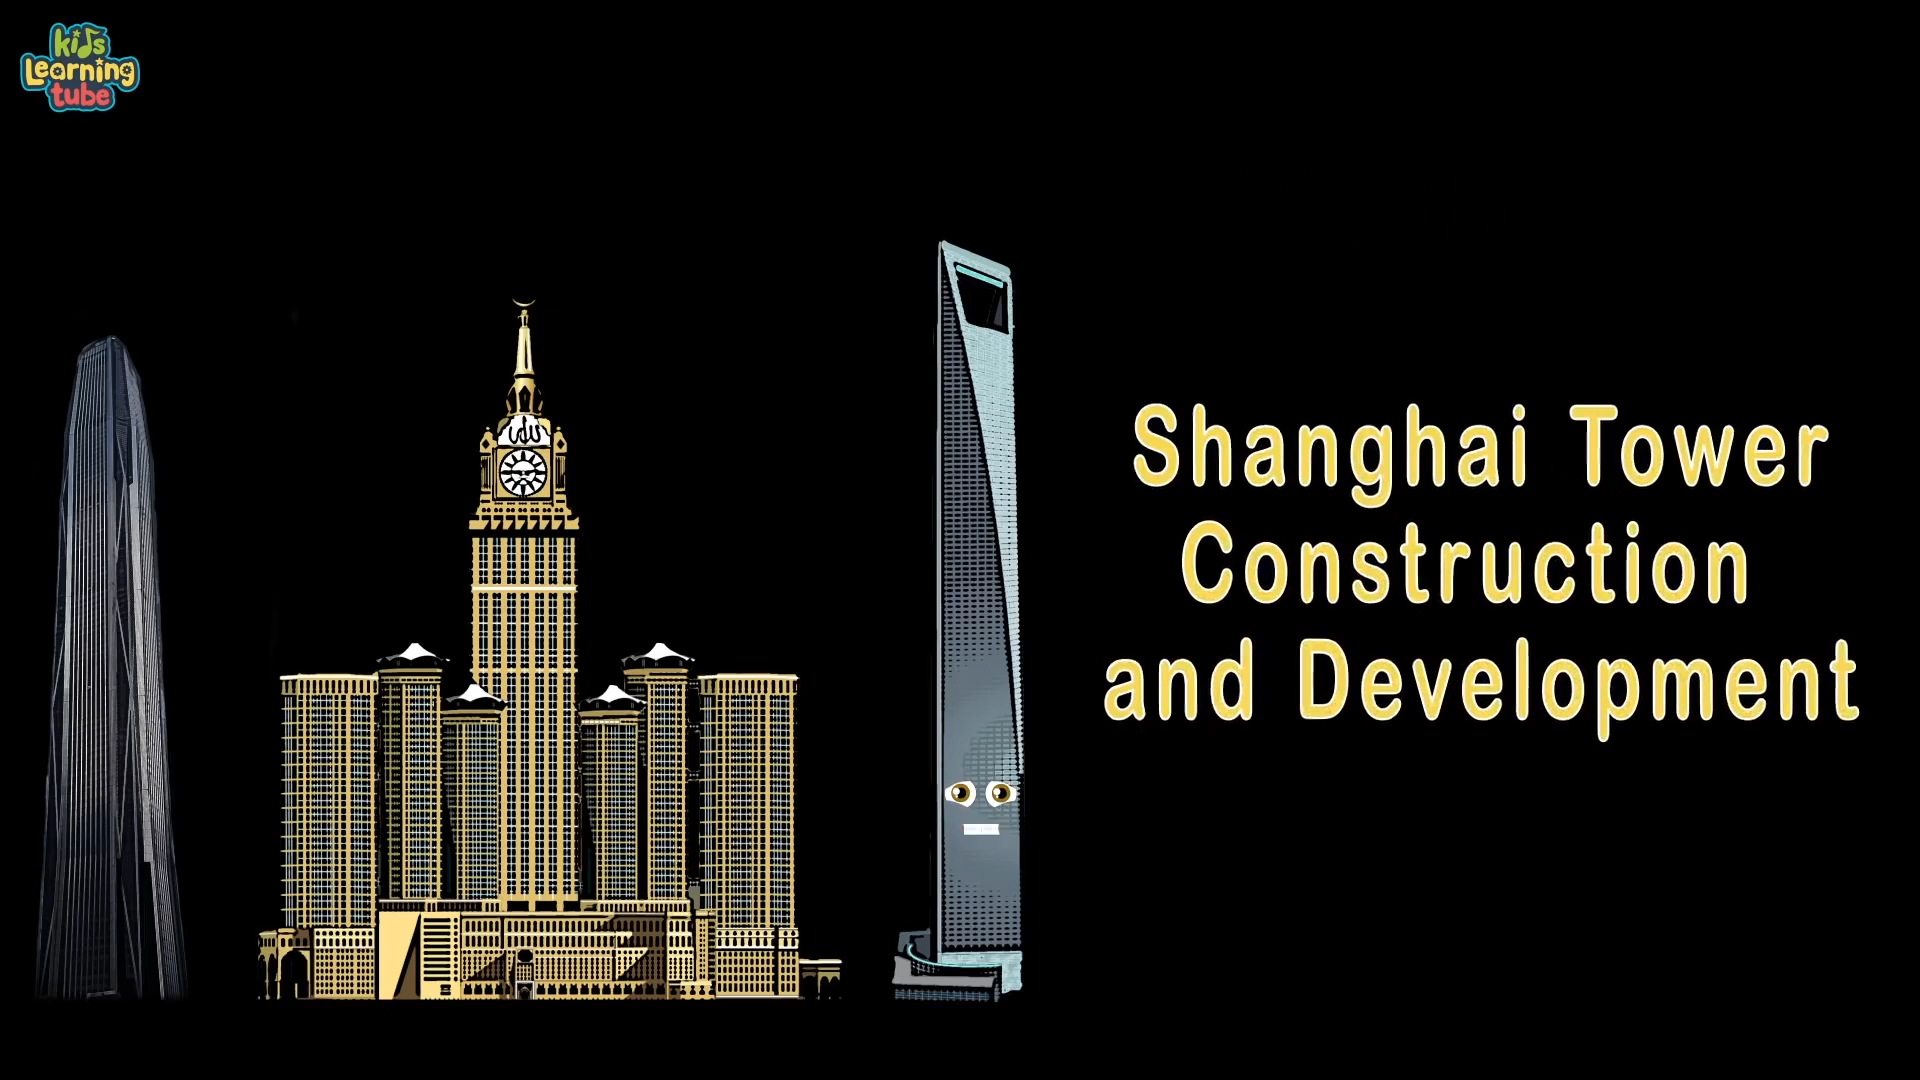 kids
Learning
tube
Shanghai Tower
Construction
and Development